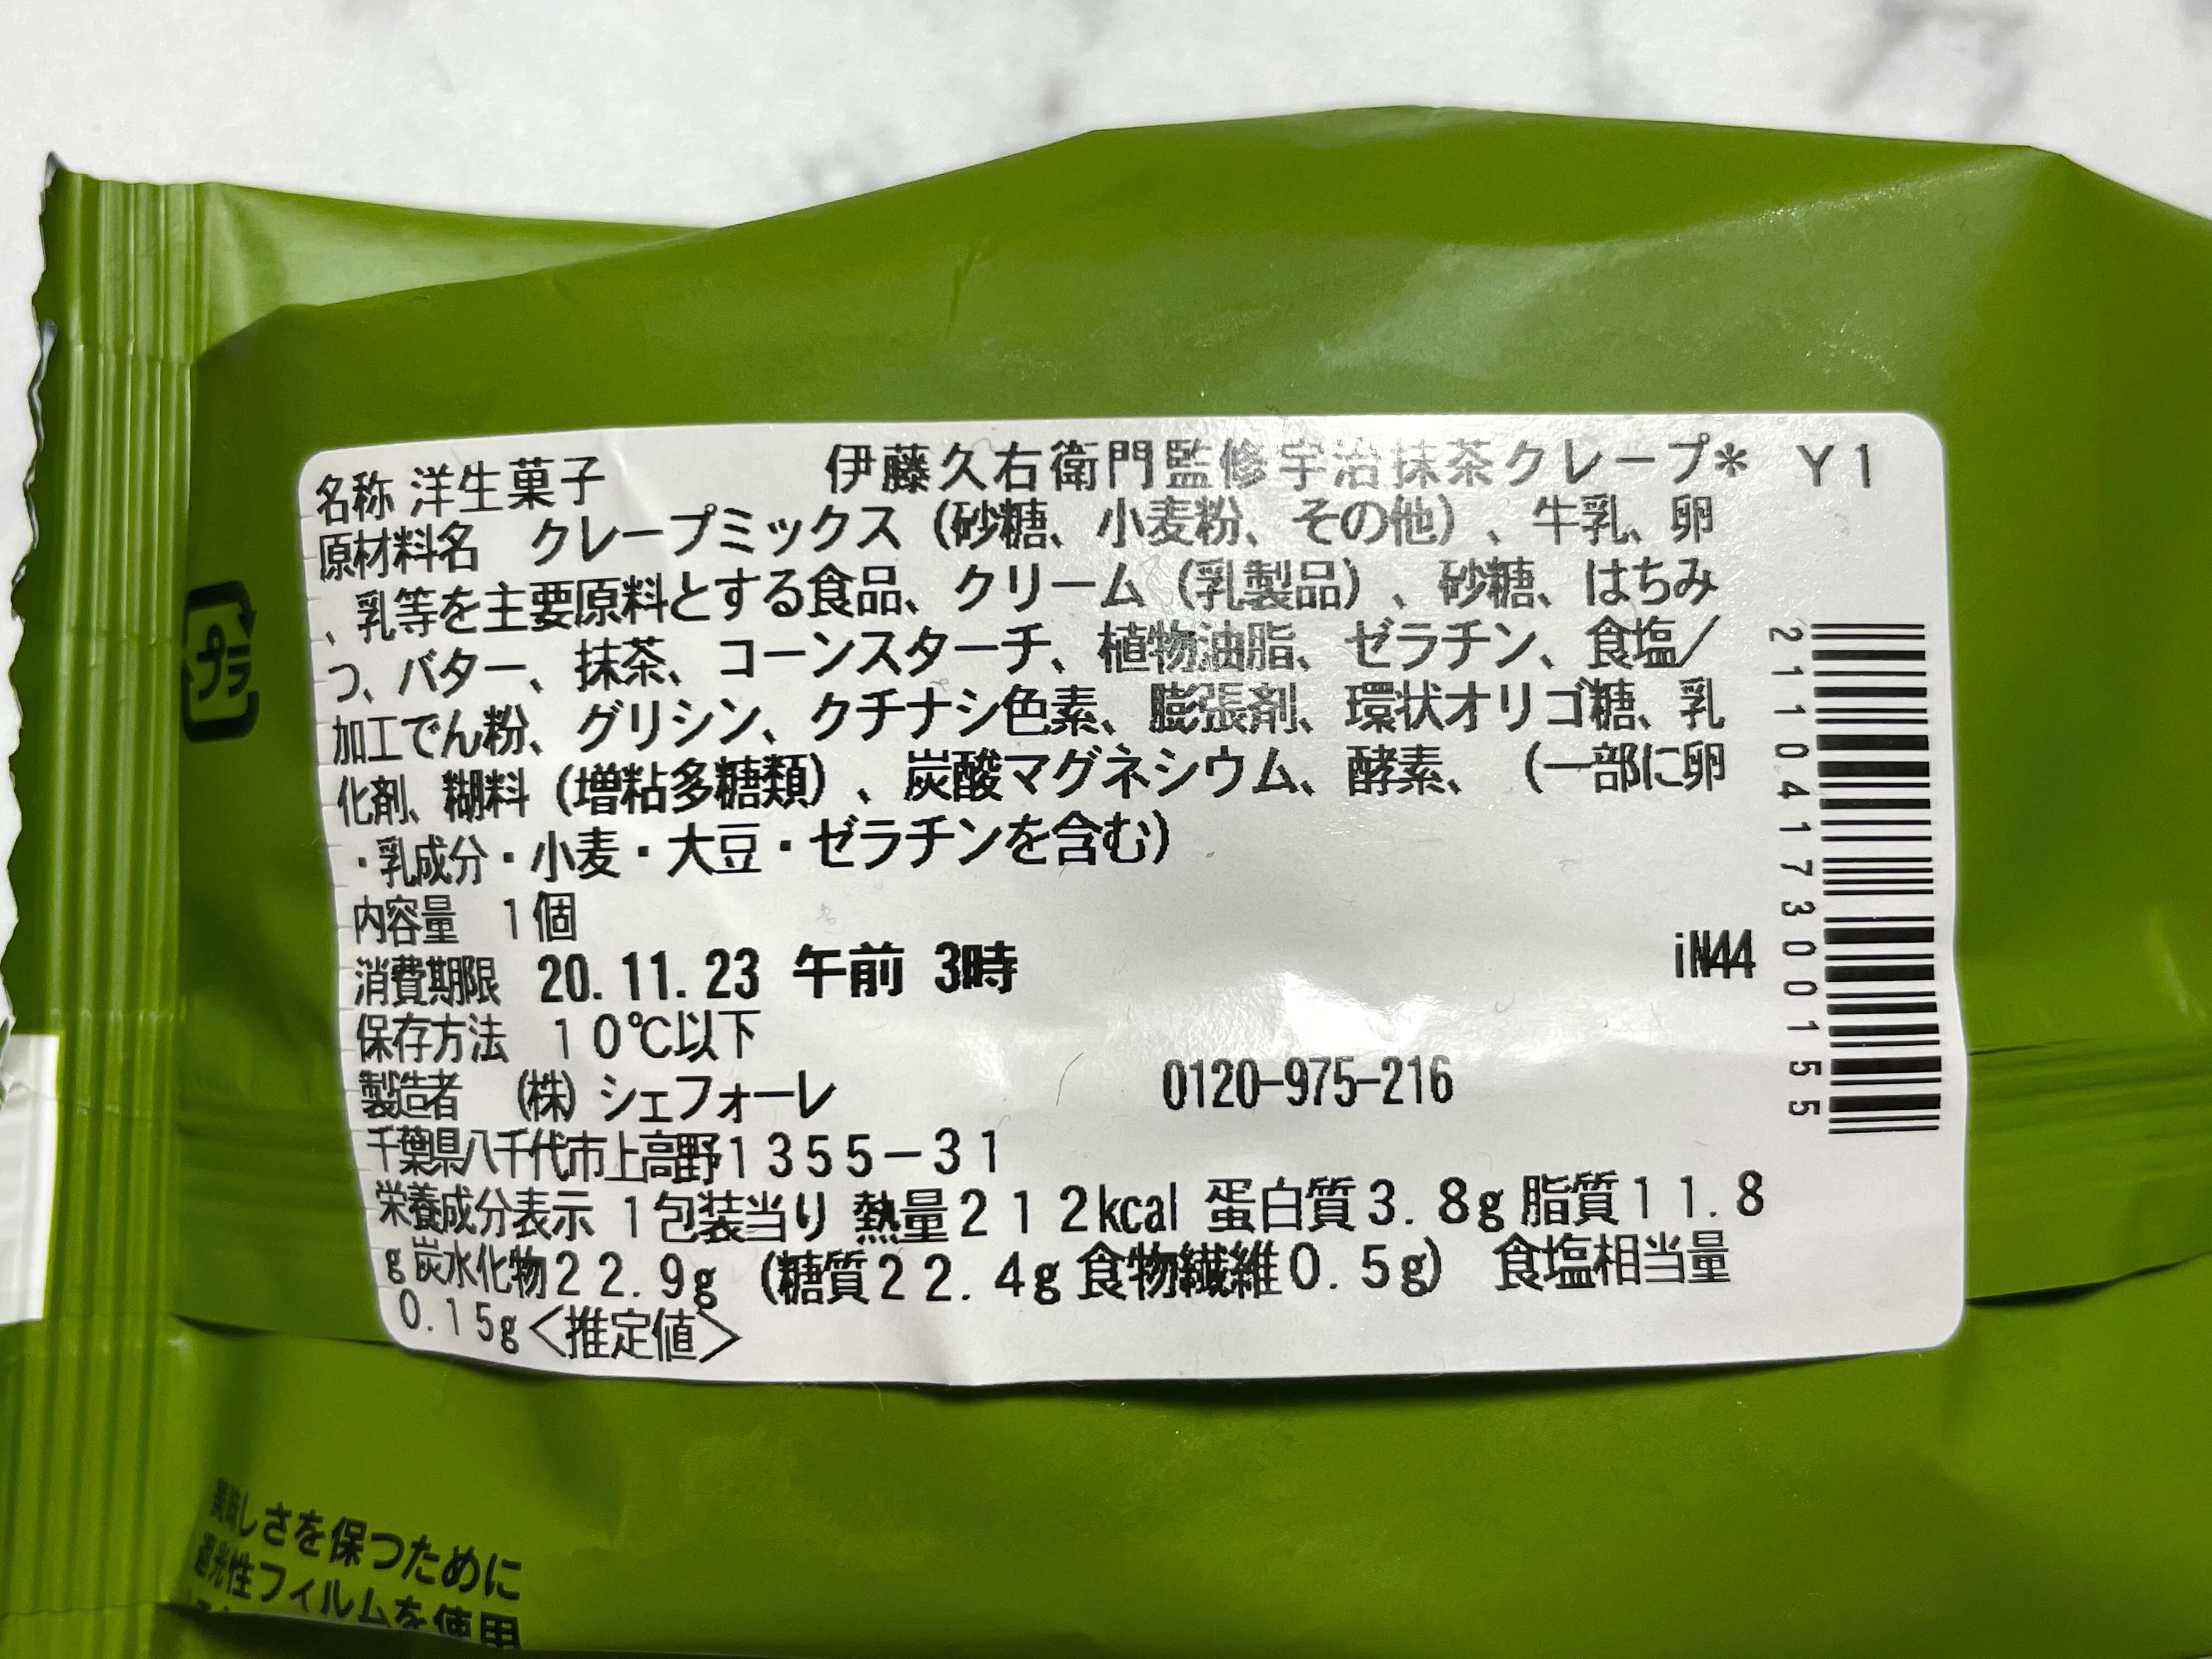 名称 洋生菓子 伊藤久右衛門監修宇治抹茶クレープ* Y1
原材料名 クレープミックス（砂糖、小麦粉、その他）、牛乳、卵
、乳等を主要原料とする食品、クリーム（乳製品）、砂糖、はちみ
つ、バター、抹茶、コーンスターチ、植物油脂、ゼラチン、食塩／
加工でん粉、グリシン、クチナシ色素、膨張剤、環状オリゴ糖、乳
化剤、糊料（増粘多糖類）、炭酸マグネシウム、酵素、（一部に卵
・乳成分・小麦・大豆・ゼラチンを含む）
内容量 1個
消費期限 20.11.23 午前 3時 iN44
保存方法 10℃以下
製造者 （株）シェフォーレ 0120-975-216
千葉県八千代市上高野1355－31
栄養成分表示 1包装当り 熱量212kcal 蛋白質3.8g 脂質11.8
g 炭水化物22.9g （糖質22.4g 食物繊維0.5g） 食塩相当量
0.15g＜推定値＞
2110417300155
プラ
美味しさを保つために
遮光性フィルムを使用